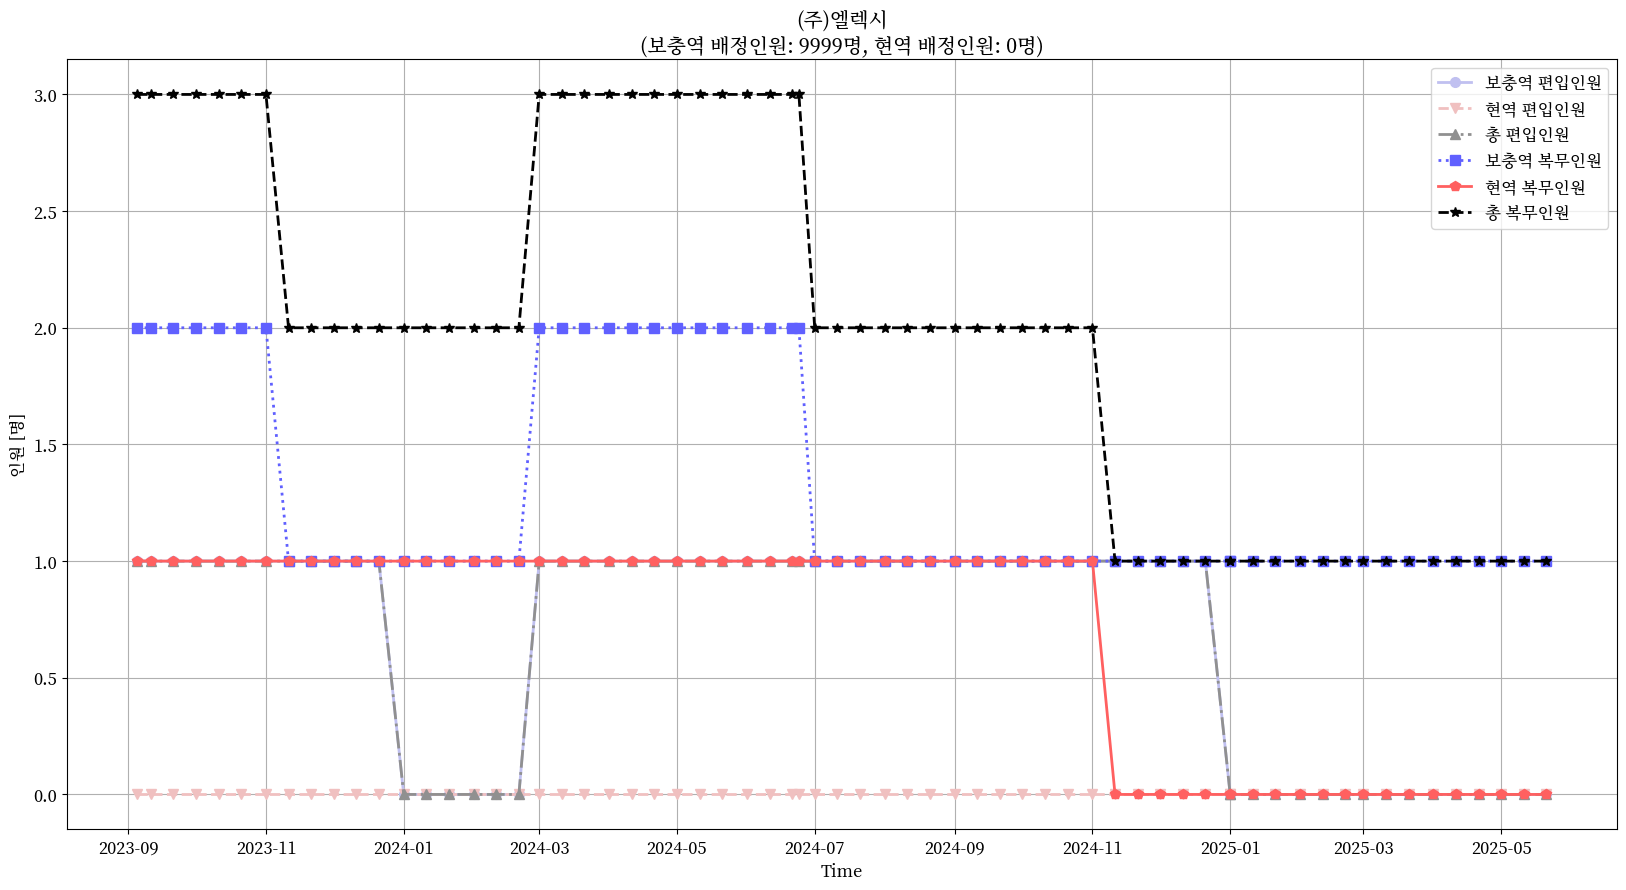 (주)엘렉시
(보충역 배정인원: 9999명, 현역 배정인원: 0명)
보충역 편입인원
현역 편입인원
총 편입인원
보충역 복무인원
현역 복무인원
총 복무인원
인원 [명]
3.0
2.5
2.0
1.5
1.0
0.5
0.0
2023-09
2023-11
2024-01
2024-03
2024-05
2024-07
2024-09
2024-11
2025-01
2025-03
2025-05
Time